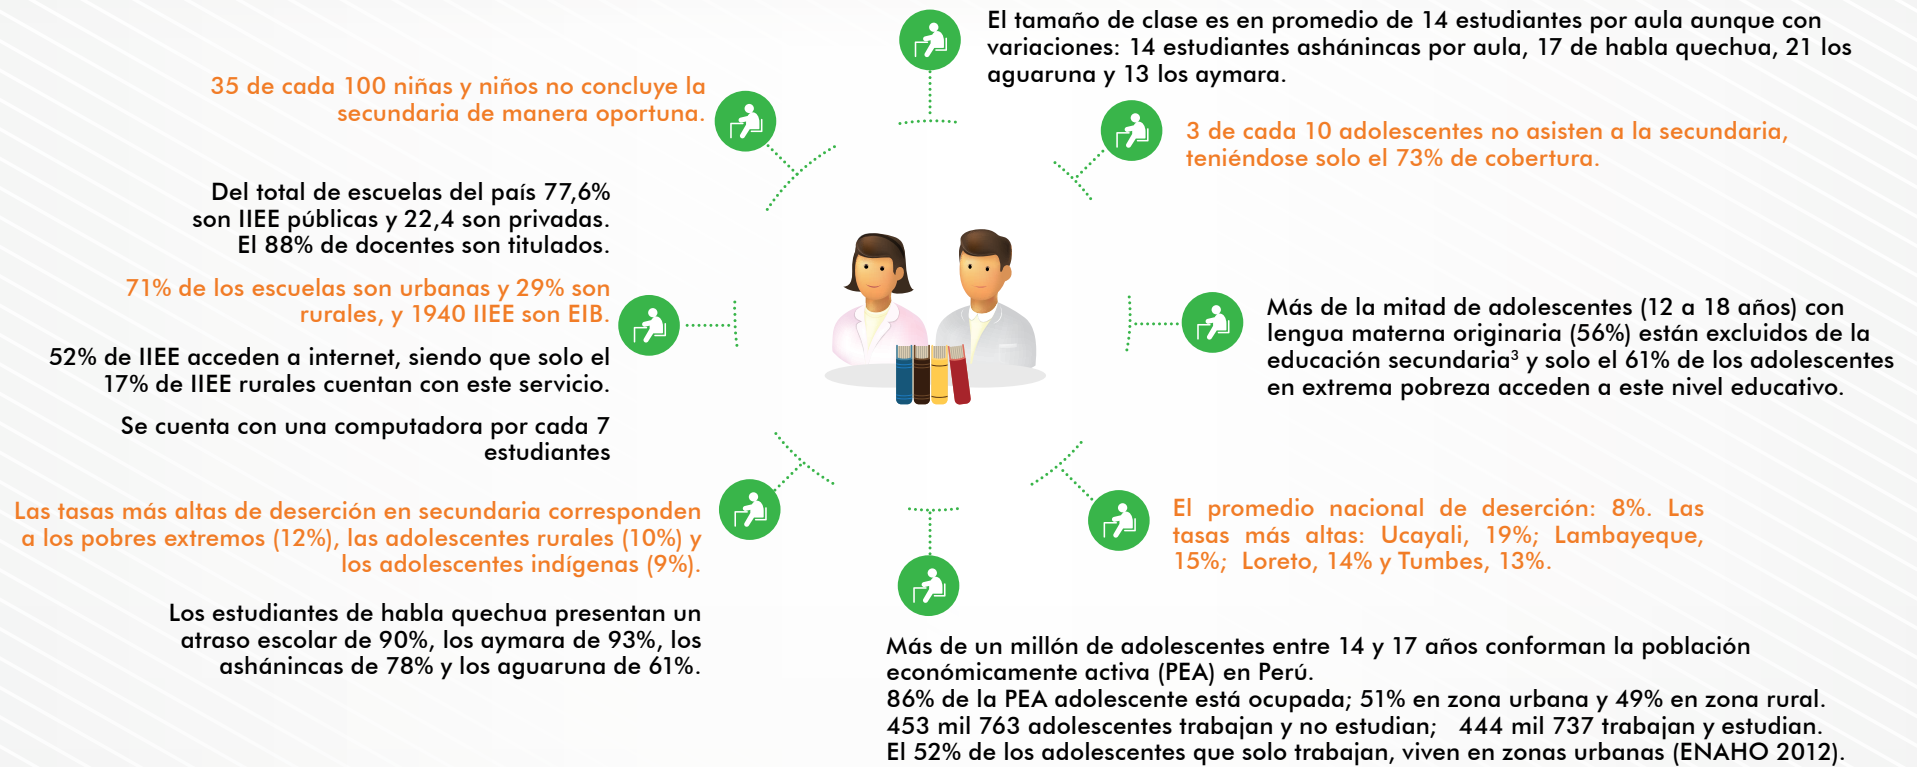 El tamaño de clase es en promedio de 14 estudiantes por aula aunque con
variaciones: 14 estudiantes asháninkas por aula, 17 de habla quechua, 21 los
aguaruna y 13 los aymara.
35 de cada 100 niñas y niños no concluye la
secundaria de manera oportuna.
3 de cada 10 adolescentes no asisten a la secundaria,
teniéndose solo el 73% de cobertura.
Del total de escuelas del país 77,6%
son IIEE públicas y 22,4 son privadas.
El 88% de docentes son titulados.
71% de los escuelas son urbanas y 29% son
rurales, y 1940 IIEE son EIB.
52% de IIEE acceden a internet, siendo que solo el
17% de IIEE rurales cuentan con este servicio.
Se cuenta con una computadora por cada 7
estudiantes
Más de la mitad de adolescentes (12 a 18 años) con
lengua materna originaria (56%) están excluidos de la
educación secundaria³ y solo el 61% de los adolescentes
en extrema pobreza acceden a este nivel educativo.
Las tasas más altas de deserción en secundaria corresponden
a los pobres extremos (12%), las adolescentes rurales (10%) y
los adolescentes indígenas (9%).
Los estudiantes de habla quechua presentan un
atraso escolar de 90%, los aymara de 93%, los
ashánincas de 78% y los aguaruna de 61%.
El promedio nacional de deserción: 8%. Las
tasas más altas: Ucayali, 19%; Lambayeque,
15%; Loreto, 14% y Tumbes, 13%.
Más de un millón de adolescentes entre 14 y 17 años conforman la población
económicamente activa (PEA) en Perú.
86% de la PEA adolescente está ocupada; 51% en zona urbana y 49% en zona rural.
453 mil 763 adolescentes trabajan y no estudian; 444 mil 737 trabajan y estudian.
El 52% de los adolescentes que solo trabajan, viven en zonas urbanas (ENAHO 2012).